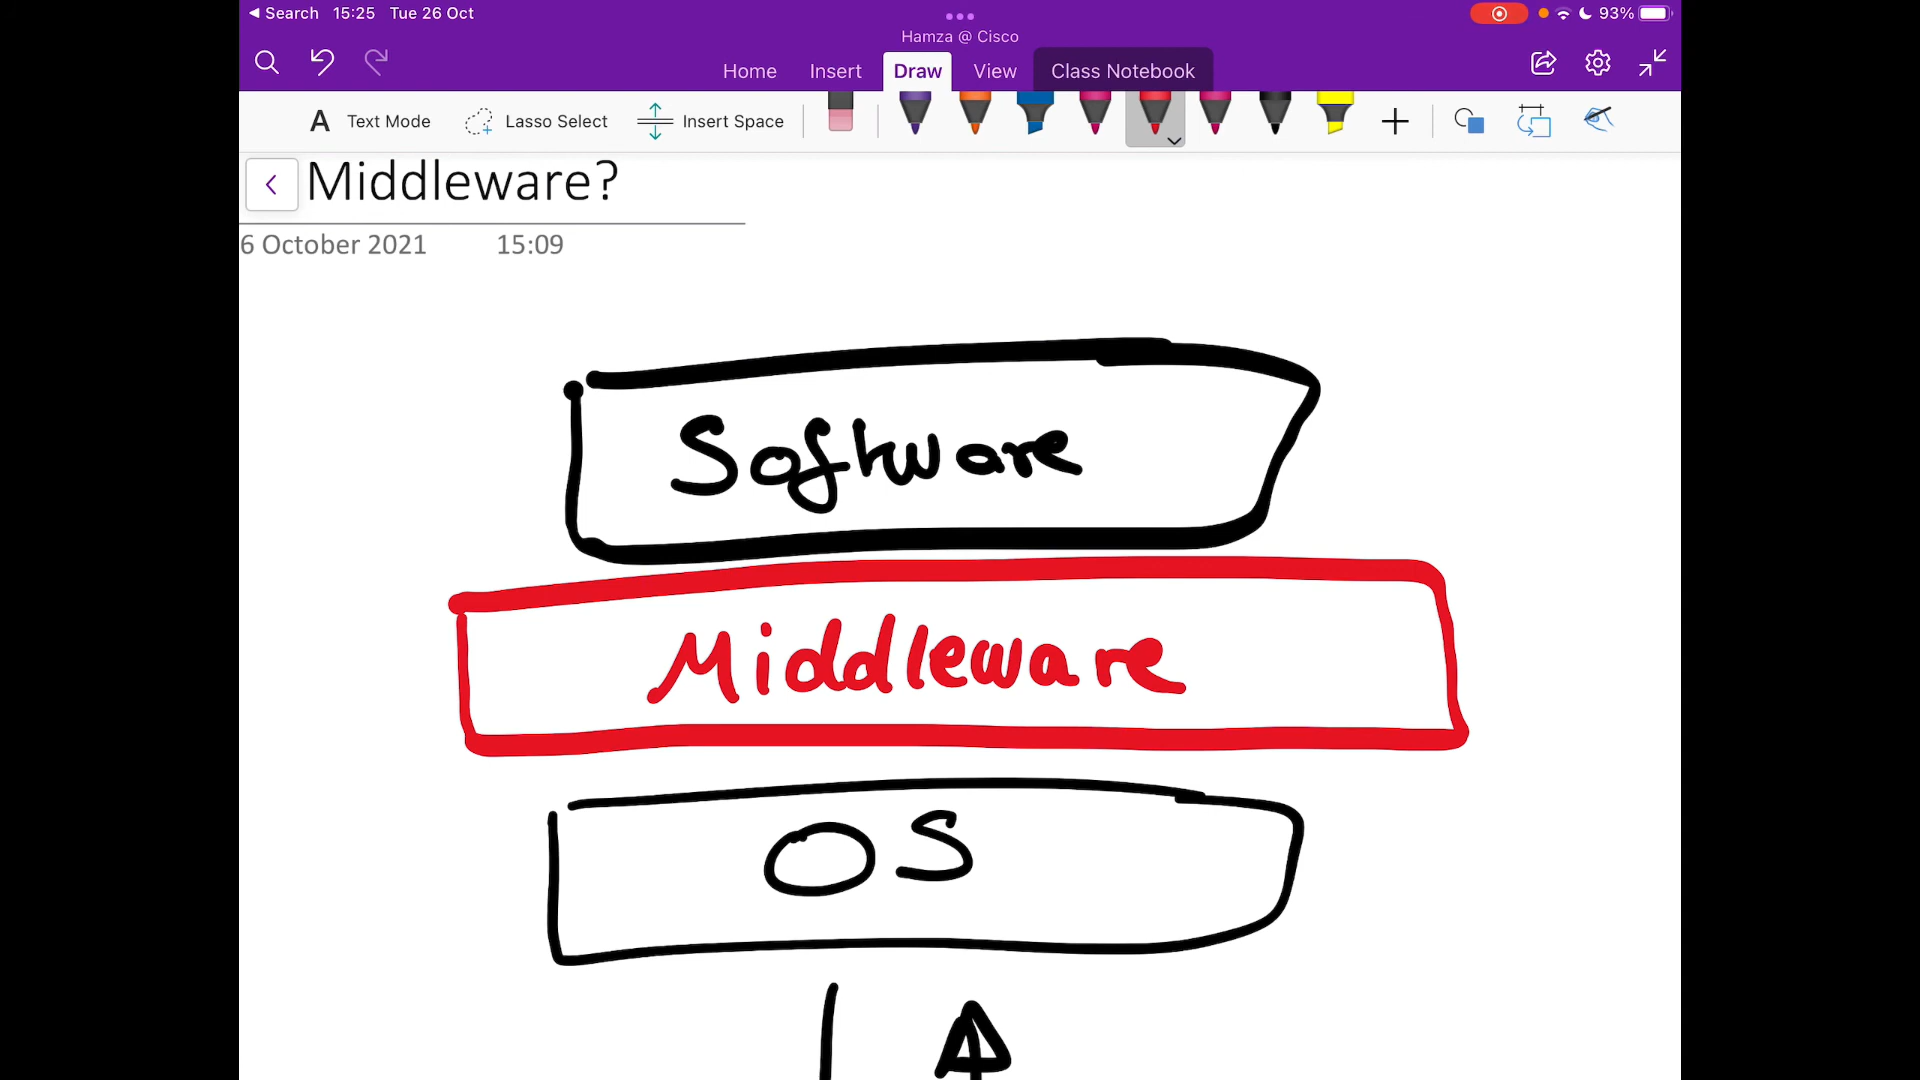 Search 15:25 Tue 26 Oct 93%
Hamza @ Cisco
Home Insert Draw View Class Notebook
A Text Mode Lasso Select Insert Space
Middleware?
6 October 2021 15:09
Software
Middleware
OS